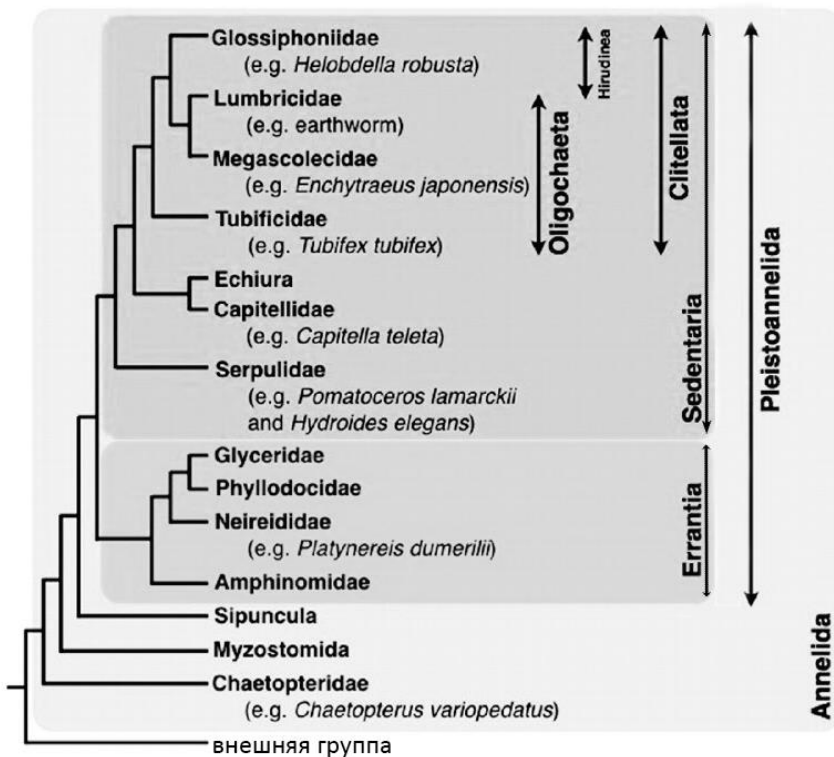 Glossiphoniidae
(e.g. Helobdella robusta)
Lumbricidae
(e.g. earthworm)
Megascolecidae
(e.g. Enchytraeus japonensis)
Tubificidae
(e.g. Tubifex tubifex)
Echiura
Capitellidae
(e.g. Capitella teleta)
Serpulidae
(e.g. Pomatoceros lamarckii
and Hydroides elegans)
Glyceridae
Phyllodocidae
Neireididae
(e.g. Platynereis dumerilii)
Amphinomidae
Sipuncula
Myzostomida
Chaetopteridae
(e.g. Chaetopterus variopedatus)
внешняя группа
Oligochaeta
Hirudinea
Clitellata
Sedentaria
Errantia
Pleistoannelida
Annelida